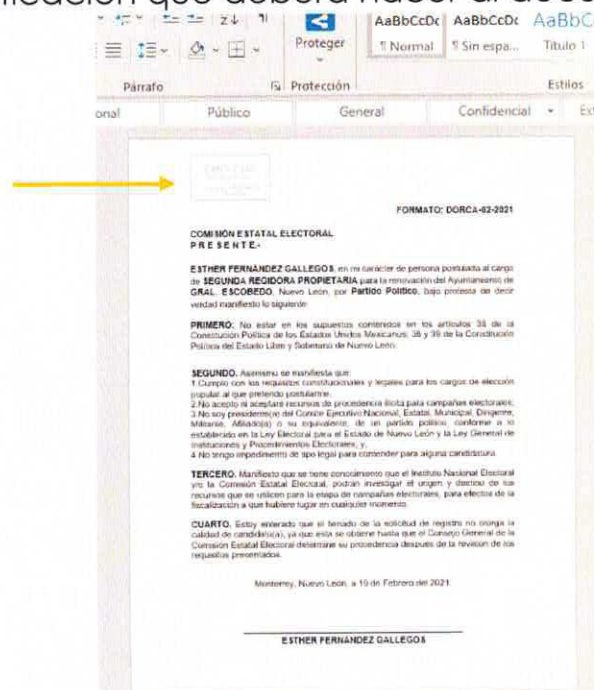 ficación que deberá hacer al docu
Proteger
AaBbCcDc AaBbCcDc AaBbCc
¶ Normal ¶ Sin espa... Título 1
Párrafo Protección Estilos
onal Público General Confidencial Ext
FORMATO: DORCA-02-2021
COMISIÓN ESTATAL ELECTORAL
P R E S E N T E.-
ESTHER FERNÁNDEZ GALLEGOS, en mi carácter de persona postulada al cargo
de SEGUNDA REGIDORA PROPIETARIA para la renovación del Ayuntamiento de
GRAL. ESCOBEDO, Nuevo León, por Partido Político, bajo protesta de decir
verdad manifiesto lo siguiente:
PRIMERO: No estar en los supuestos contenidos en los artículos 38 de la
Constitución Política de los Estados Unidos Mexicanos; 38 y 39 de la Constitución
Política del Estado Libre y Soberano de Nuevo León.
SEGUNDO. Asimismo se manifiesta que:
1.Cumplo con los requisitos constitucionales y legales para los cargos de elección
popular al que pretendo postularme;
2.No acepto ni aceptaré recursos de procedencia ilícita para campañas electorales;
3.No soy presidente(a) del Comité Ejecutivo Nacional, Estatal, Municipal, Dirigente,
Militante, Afiliado(a) o su equivalente, de un partido político, conforme a lo
establecido en la Ley Electoral para el Estado de Nuevo León y la Ley General de
Instituciones y Procedimientos Electorales, y,
4.No tengo impedimento de tipo legal para contender para alguna candidatura.
TERCERO. Manifiesto que se tiene conocimiento que el Instituto Nacional Electoral
y/o la Comisión Estatal Electoral, podrán investigar el origen y destino de los
recursos que se utilicen para la etapa de campañas electorales, para efectos de la
fiscalización a que hubiere lugar en cualquier momento.
CUARTO. Estoy enterado que el llenado de la solicitud de registro no otorga la
calidad de candidato(a), ya que esta se obtiene hasta que el Consejo General de la
Comisión Estatal Electoral determine su procedencia después de la revisión de los
requisitos presentados.
Monterrey, Nuevo León, a 19 de Febrero del 2021.
ESTHER FERNÁNDEZ GALLEGOS